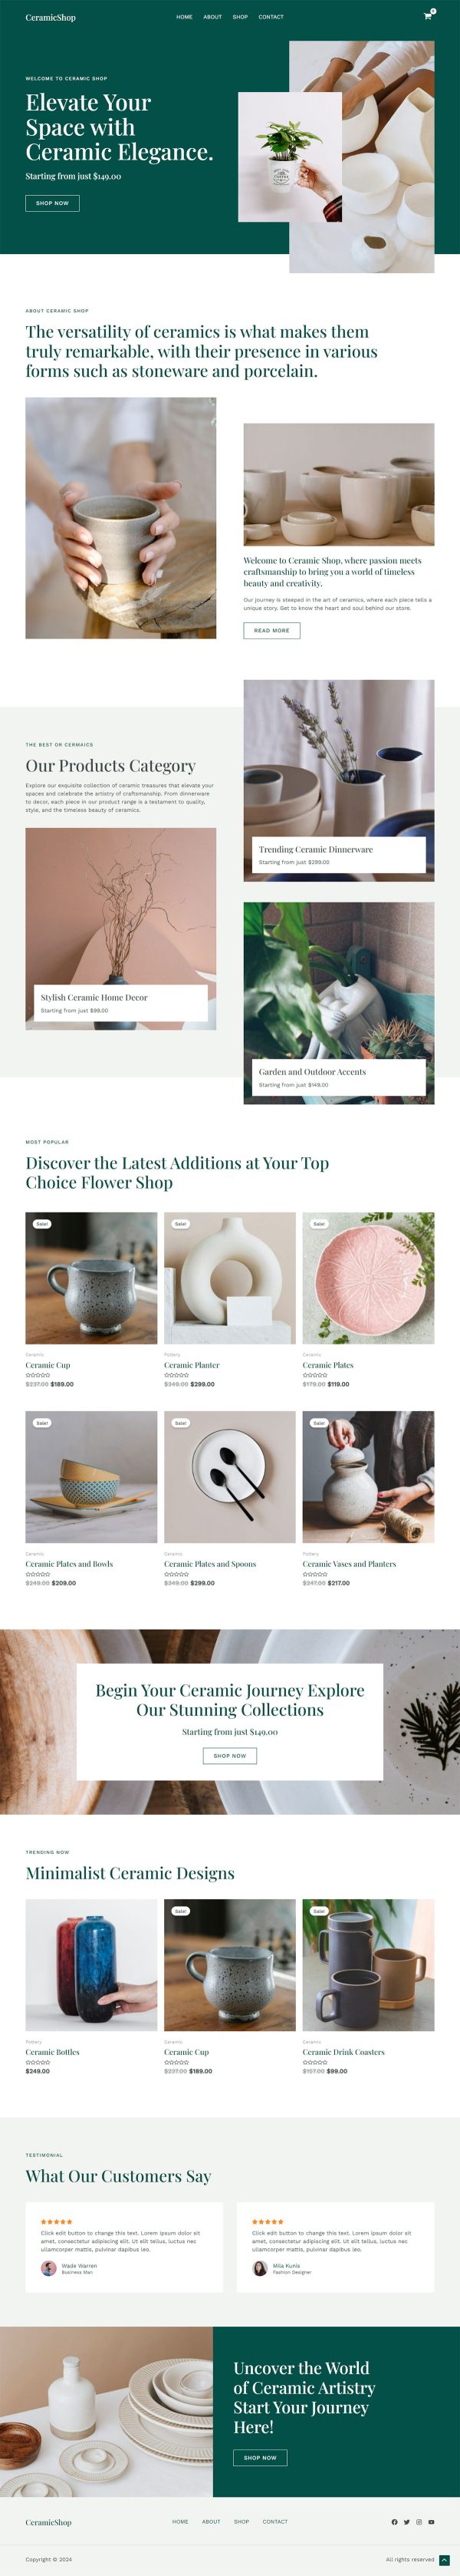 CeramicShop
HOME ABOUT SHOP CONTACT
0
WELCOME TO CERAMIC SHOP
Elevate Your
Space with
Ceramic Elegance.
Starting from just $149.00
SHOP NOW
COFFEE
ABOUT CERAMIC SHOP
The versatility of ceramics is what makes them
truly remarkable, with their presence in various
forms such as stoneware and porcelain.
Welcome to Ceramic Shop, where passion meets
craftsmanship to bring you a world of timeless
beauty and creativity.
Our journey is steeped in the art of ceramics, where each piece tells a
unique story. Get to know the heart and soul behind our store.
READ MORE
THE BEST OR CERMAICS
Our Products Category
Explore our exquisite collection of ceramic treasures that elevate your
spaces and celebrate the artistry of craftsmanship. From dinnerware
to decor, each piece in our product range is a testament to quality,
style, and the timeless beauty of ceramics.
Trending Ceramic Dinnerware
Starting from just $299.00
Stylish Ceramic Home Decor
Starting from just $99.00
Garden and Outdoor Accents
Starting from just $149.00
MOST POPULAR
Discover the Latest Additions at Your Top
Choice Flower Shop
Sale! Sale! Sale!
Ceramic Pottery Ceramic
Ceramic Cup Ceramic Planter Ceramic Plates
$237.00 $189.00 $349.00 $299.00 $179.00 $119.00
Sale! Sale! Sale!
Ceramic Ceramic Pottery
Ceramic Plates and Bowls Ceramic Plates and Spoons Ceramic Vases and Planters
$249.00 $209.00 $349.00 $299.00 $247.00 $217.00
Begin Your Ceramic Journey Explore
Our Stunning Collections
Starting from just $149.00
SHOP NOW
TRENDING NOW
Minimalist Ceramic Designs
Sale! Sale!
Pottery Ceramic Ceramic
Ceramic Bottles Ceramic Cup Ceramic Drink Coasters
$249.00 $237.00 $189.00 $157.00 $99.00
TESTIMONIAL
What Our Customers Say
Click edit button to change this text. Lorem ipsum dolor sit
amet, consectetur adipiscing elit. Ut elit tellus, luctus nec
ullamcorper mattis, pulvinar dapibus leo.
Wade Warren
Business Man
Click edit button to change this text. Lorem ipsum dolor sit
amet, consectetur adipiscing elit. Ut elit tellus, luctus nec
ullamcorper mattis, pulvinar dapibus leo.
Mila Kunis
Fashion Designer
Uncover the World
of Ceramic Artistry
Start Your Journey
Here!
SHOP NOW
CeramicShop
HOME ABOUT SHOP CONTACT
Copyright © 2024
All rights reserved